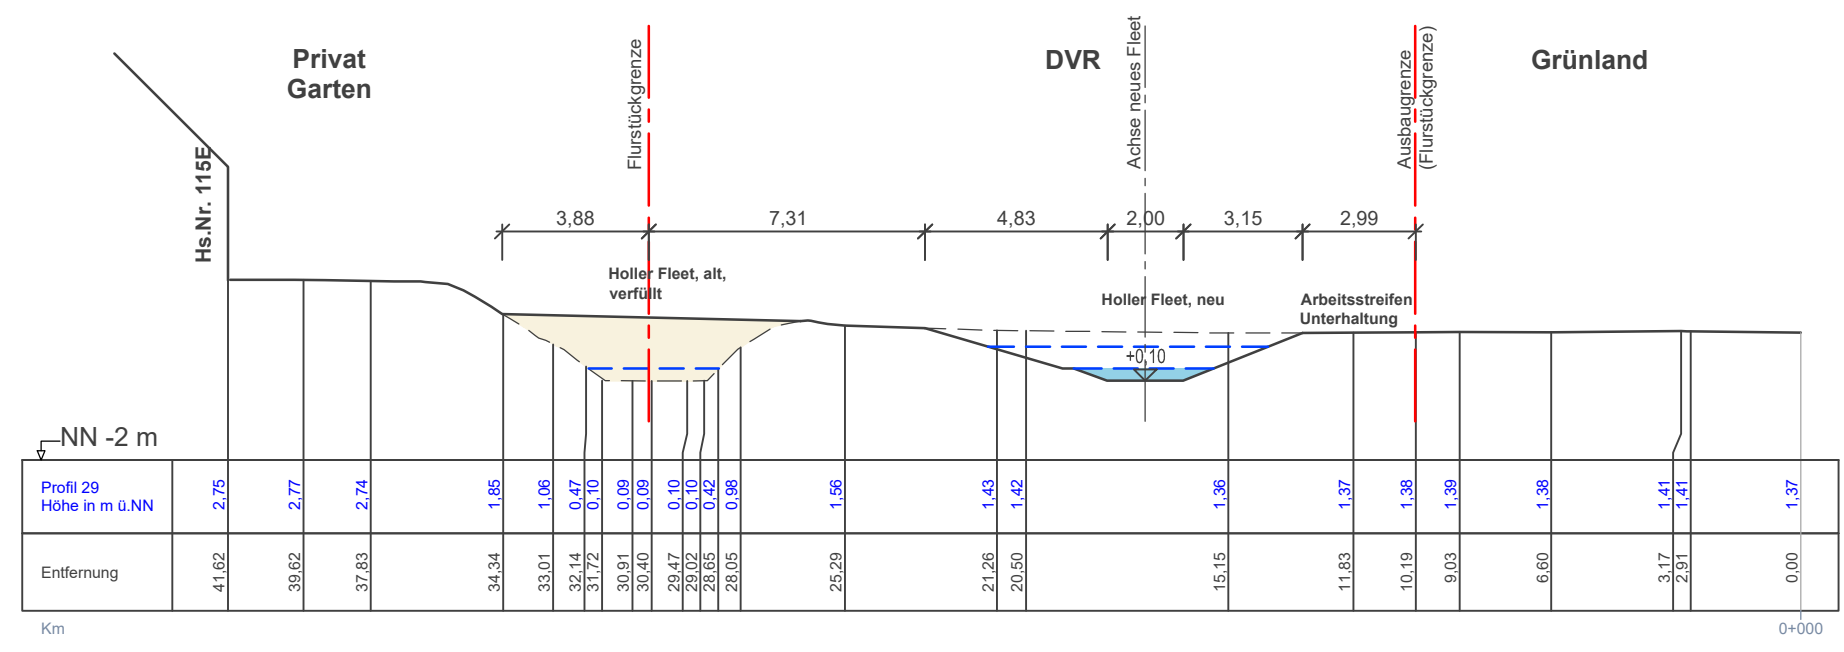 Privat
Garten
DVR
Grünland
Flurstückgrenze
Achse neues Fleet
Ausbaugrenze
(Flurstückgrenze)
Hs.Nr. 115E
3,88
7,31
4,83
2,00
3,15
2,99
Holler Fleet, alt,
verfüllt
Holler Fleet, neu
Arbeitsstreifen
Unterhaltung
+0,10
NN -2 m
Profil 29
Höhe in m ü.NN
2,75
2,77
2,74
1,85
1,06
0,47
0,10
0,09
0,09
0,10
0,10
0,42
0,98
1,56
1,43
1,42
1,36
1,37
1,38
1,39
1,38
1,41
1,41
1,37
Entfernung
41,62
39,62
37,83
34,34
33,01
32,14
31,72
30,91
30,40
29,47
29,02
28,65
28,05
25,29
21,26
20,50
15,15
11,83
10,19
9,03
6,60
3,17
2,91
0,00
Km
0+000